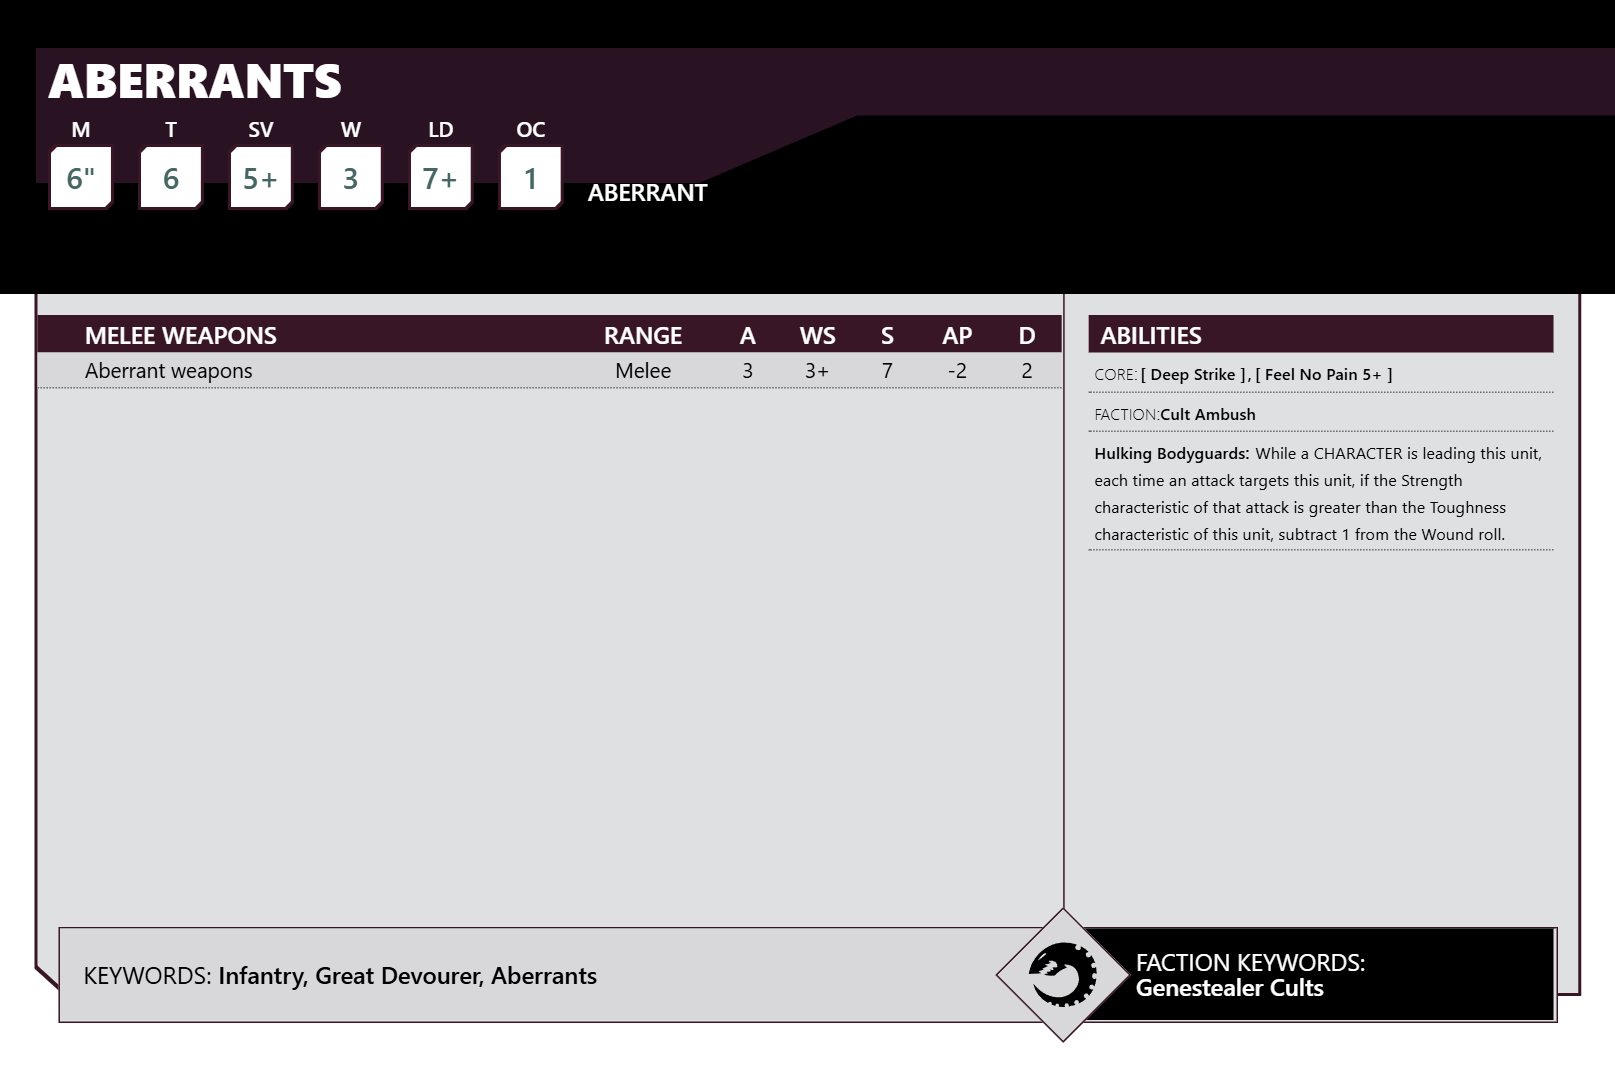 ABERRANTS
M T SV W LD OC
6" 6 5+ 3 7+ 1 ABERRANT
MELEE WEAPONS RANGE A WS S AP D
Aberrant weapons Melee 3 3+ 7 -2 2
ABILITIES
CORE: [ Deep Strike ], [ Feel No Pain 5+ ]
FACTION:Cult Ambush
Hulking Bodyguards: While a CHARACTER is leading this unit,
each time an attack targets this unit, if the Strength
characteristic of that attack is greater than the Toughness
characteristic of this unit, subtract 1 from the Wound roll.
KEYWORDS: Infantry, Great Devourer, Aberrants
FACTION KEYWORDS:
Genestealer Cults